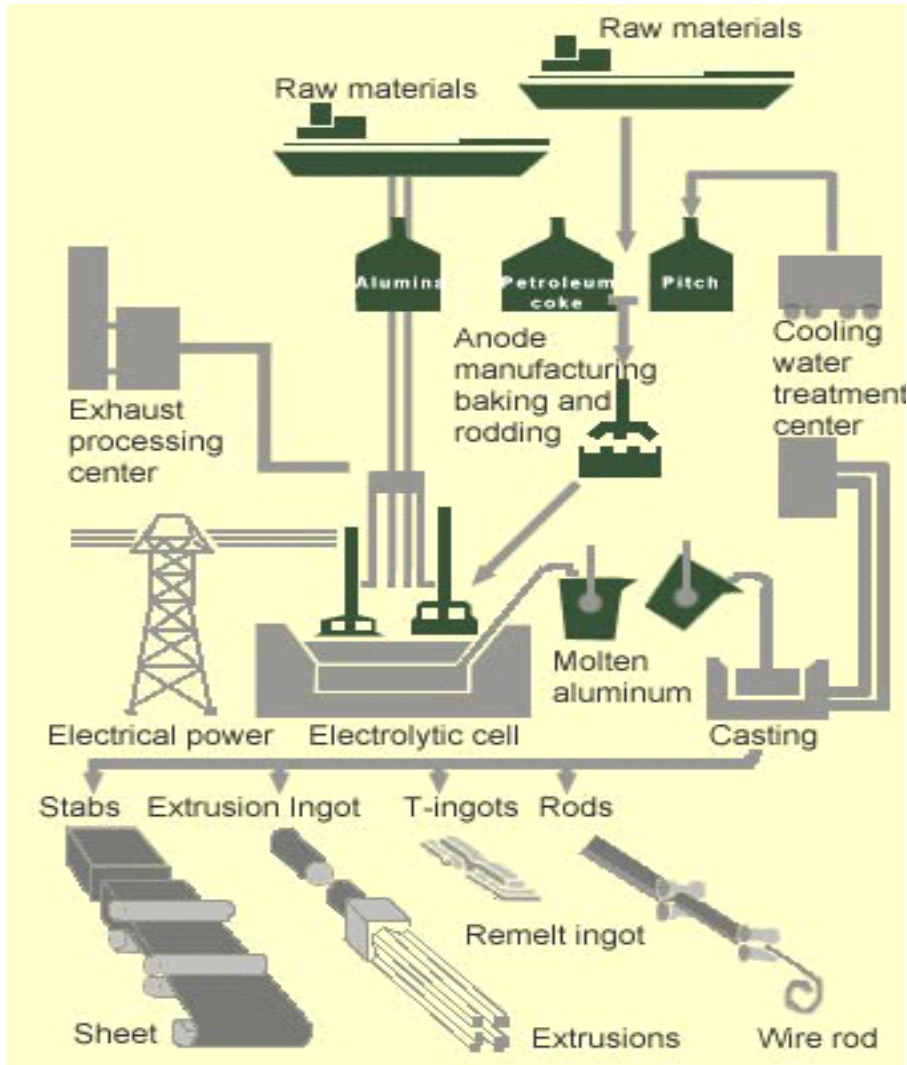 Raw materials
Raw materials
Alumina
Petroleum
coke
Pitch
Anode
manufacturing
baking and
rodding
Cooling
water
treatment
center
Exhaust
processing
center
Molten
aluminum
Electrical power
Electrolytic cell
Casting
Stabs
Extrusion Ingot
T-ingots
Rods
Remelt ingot
Sheet
Extrusions
Wire rod